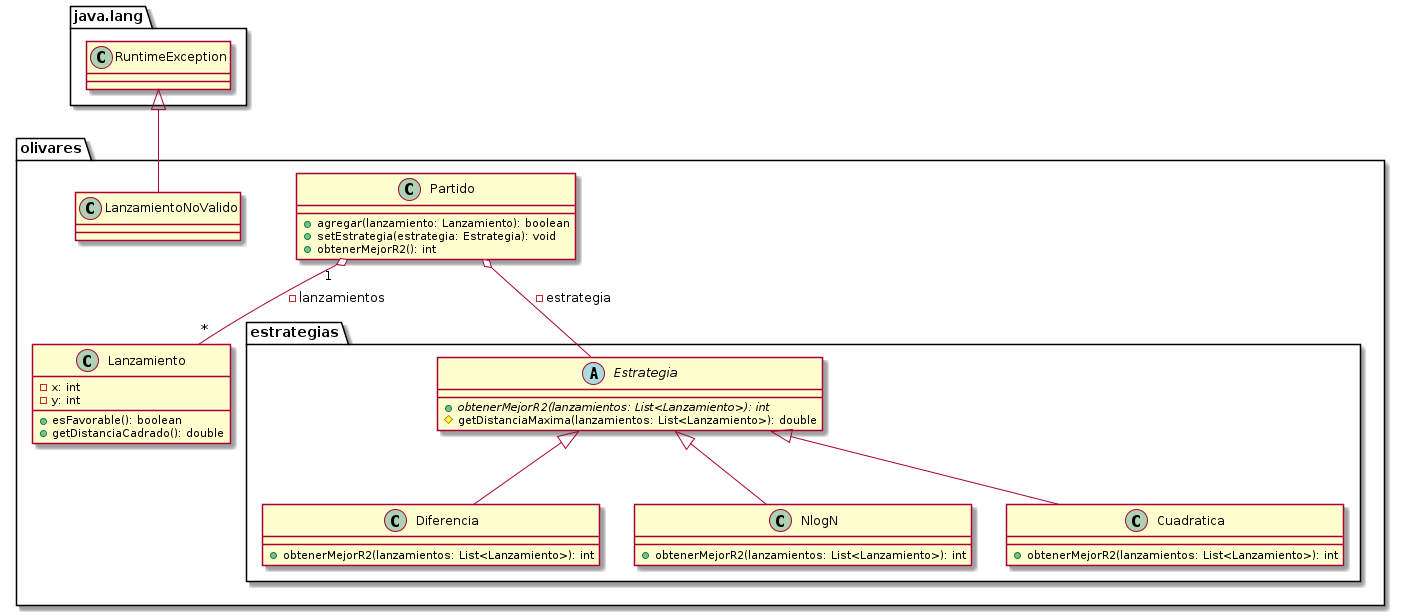 java.lang
C RuntimeException
olivares
C LanzamientoNoValido
C Partido
agregar(lanzamiento: Lanzamiento): boolean
setEstrategia(estrategia: Estrategia): void
obtenerMejorR2(): int
1
lanzamientos
*
estrategia
C Lanzamiento
x: int
y: int
esFavorable(): boolean
getDistanciaCadrado(): double
estrategias
A Estrategia
obtenerMejorR2(lanzamientos: List<Lanzamiento>): int
getDistanciaMaxima(lanzamientos: List<Lanzamiento>): double
C Diferencia
obtenerMejorR2(lanzamientos: List<Lanzamiento>): int
C NlogN
obtenerMejorR2(lanzamientos: List<Lanzamiento>): int
C Cuadratica
obtenerMejorR2(lanzamientos: List<Lanzamiento>): int